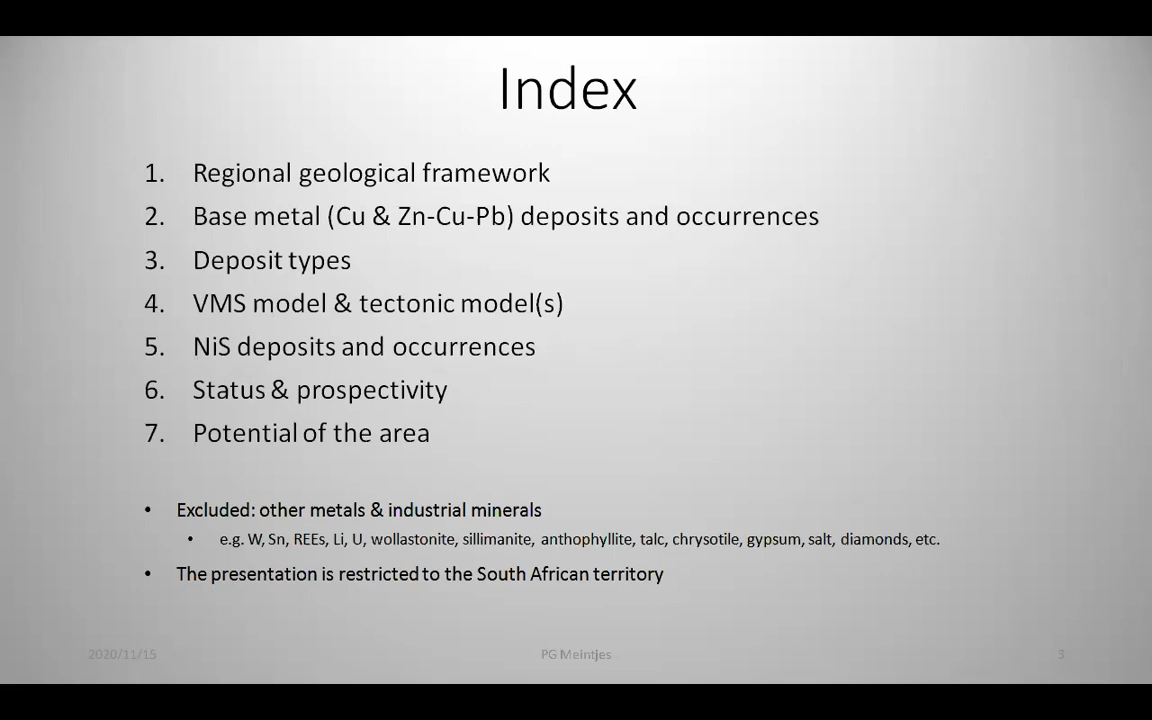 Index
1. Regional geological framework
2. Base metal (Cu & Zn-Cu-Pb) deposits and occurrences
3. Deposit types
4. VMS model & tectonic model(s)
5. NiS deposits and occurrences
6. Status & prospectivity
7. Potential of the area
• Excluded: other metals & industrial minerals
• e.g. W, Sn, REEs, Li, U, wollastonite, sillimanite, anthophyllite, talc, chrysotile, gypsum, salt, diamonds, etc.
• The presentation is restricted to the South African territory
2020/11/15 PG Meintjes 3